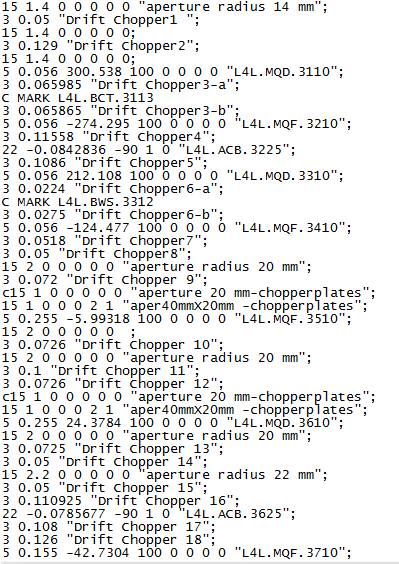 15 1.4 0 0 0 0 0 "aperture radius 14 mm";
3 0.05 "Drift Chopper1 ";
15 1.4 0 0 0 0 0;
3 0.129 "Drift Chopper2";
15 1.4 0 0 0 0 0;
5 0.056 300.538 100 0 0 0 0 "L4L.MQD.3110";
3 0.065985 "Drift Chopper3-a";
C MARK L4L.BCT.3113
3 0.065865 "Drift Chopper3-b";
5 0.056 -274.295 100 0 0 0 0 "L4L.MQF.3210";
3 0.11558 "Drift Chopper4";
22 -0.0842836 -90 1 0 "L4L.ACB.3225";
3 0.1086 "Drift Chopper5";
5 0.056 212.108 100 0 0 0 0 "L4L.MQD.3310";
3 0.0224 "Drift Chopper6-a";
C MARK L4L.BWS.3312
3 0.0275 "Drift Chopper6-b";
5 0.056 -124.477 100 0 0 0 0 "L4L.MQF.3410";
3 0.0518 "Drift Chopper7";
3 0.05 "Drift Chopper8";
15 2 0 0 0 0 0 "aperture radius 20 mm";
3 0.072 "Drift Chopper 9";
c15 1 0 0 0 0 0 "aperture 20 mm-chopperplates";
15 1 0 0 0 2 1 "aper40mmX20mm -chopperplates";
5 0.255 -5.99318 100 0 0 0 0 "L4L.MQF.3510";
15 2 0 0 0 0 0  ;
3 0.0726 "Drift Chopper 10";
15 2 0 0 0 0 0 "aperture radius 20 mm";
3 0.1 "Drift Chopper 11";
3 0.0726 "Drift Chopper 12";
c15 1 0 0 0 0 0 "aperture 20 mm-chopperplates";
15 1 0 0 0 2 1 "aper40mmX20mm -chopperplates";
5 0.255 24.3784 100 0 0 0 0 "L4L.MQD.3610";
15 2 0 0 0 0 0 "aperture radius 20 mm";
3 0.0725 "Drift Chopper 13";
3 0.05 "Drift Chopper 14";
15 2.2 0 0 0 0 0 "aperture radius 22 mm";
3 0.05 "Drift Chopper 15";
3 0.110925 "Drift Chopper 16";
22 -0.0785677 -90 1 0 "L4L.ACB.3625";
3 0.108 "Drift Chopper 17";
3 0.126 "Drift Chopper 18";
5 0.155 -42.7304 100 0 0 0 0 "L4L.MQF.3710";